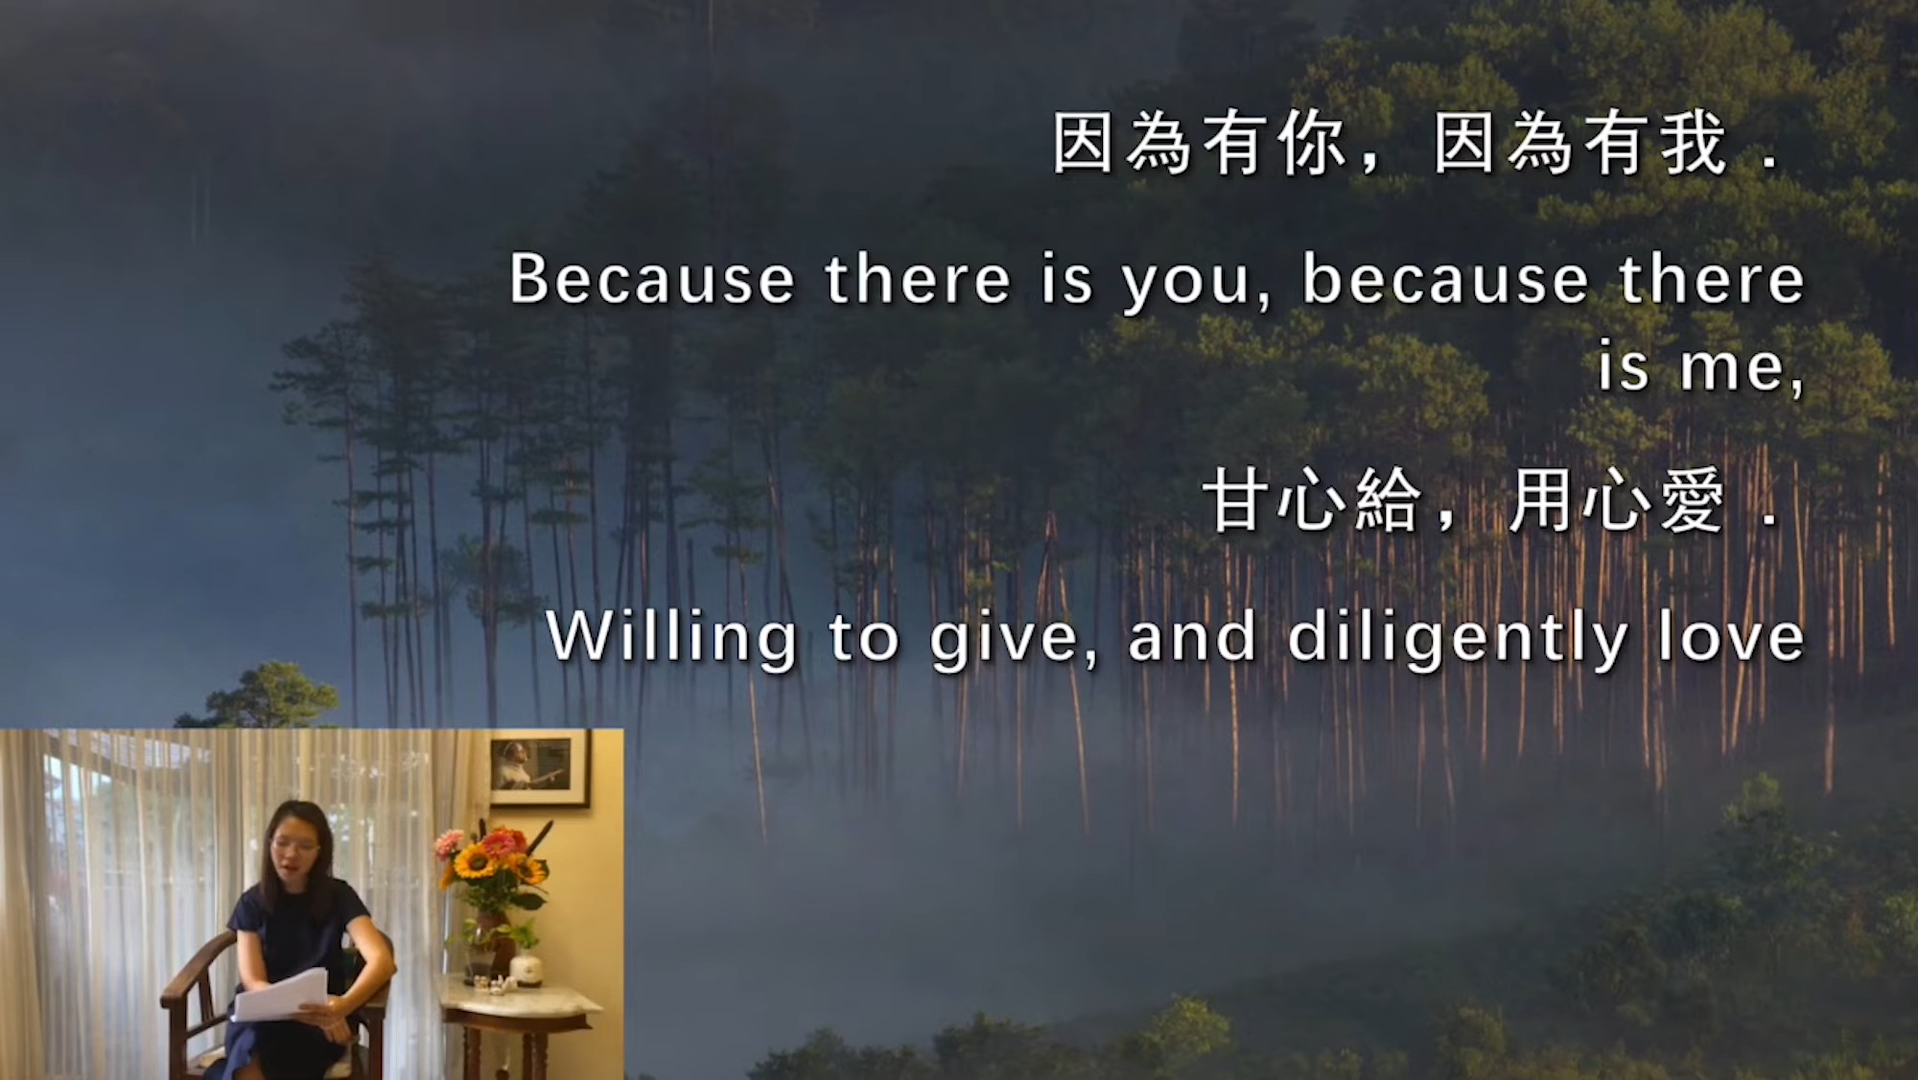 因為有你，因為有我．
Because there is you, because there
is me,
甘心給，用心愛．
Willing to give, and diligently love